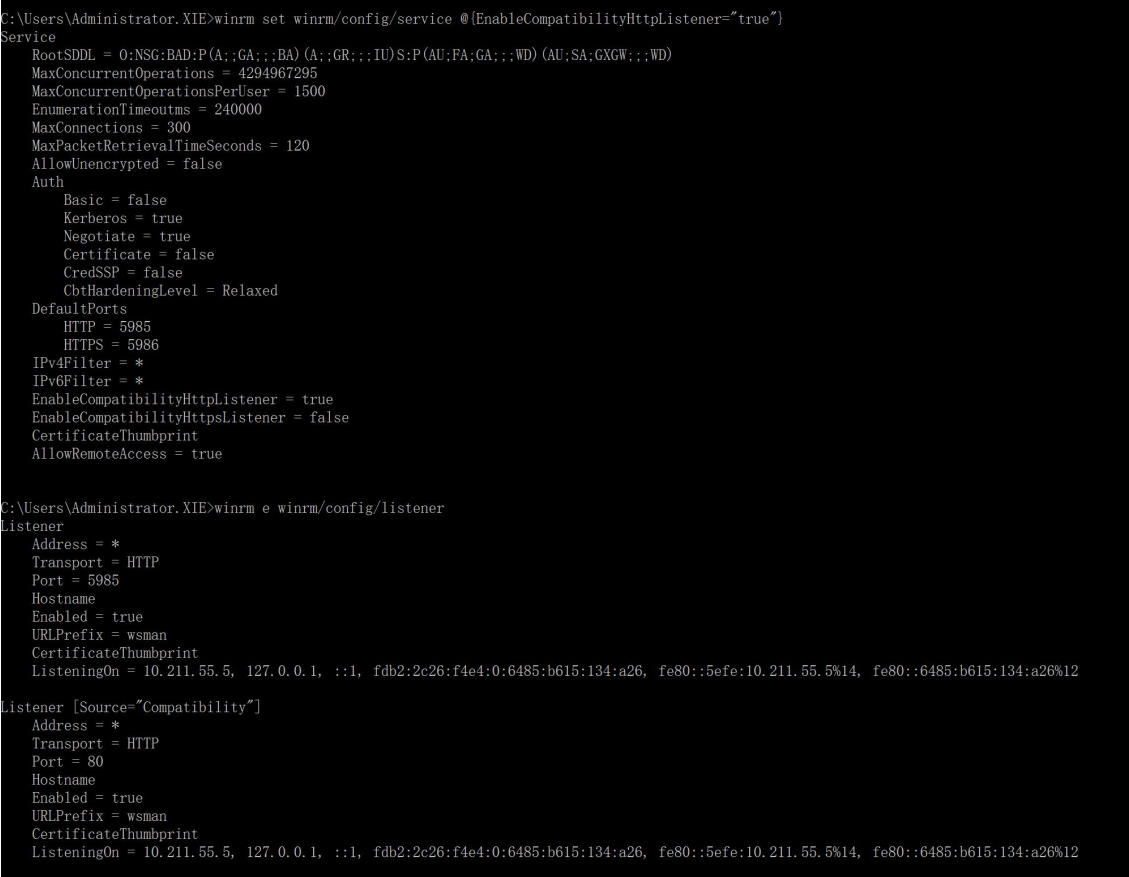 C:\Users\Administrator.XIE>winrm set winrm/config/service @{EnableCompatibilityHttpListener="true"}
Service
    RootSDDL = O:NSG:BAD:P(A;;GA;;;BA)(A;;GR;;;IU)S:P(AU;FA;GA;;;WD)(AU;SA;GXGW;;;WD)
    MaxConcurrentOperations = 4294967295
    MaxConcurrentOperationsPerUser = 1500
    EnumerationTimeoutms = 240000
    MaxConnections = 300
    MaxPacketRetrievalTimeSeconds = 120
    AllowUnencrypted = false
    Auth
        Basic = false
        Kerberos = true
        Negotiate = true
        Certificate = false
        CredSSP = false
        CbtHardeningLevel = Relaxed
    DefaultPorts
        HTTP = 5985
        HTTPS = 5986
    IPv4Filter = *
    IPv6Filter = *
    EnableCompatibilityHttpListener = true
    EnableCompatibilityHttpsListener = false
    CertificateThumbprint
    AllowRemoteAccess = true
C:\Users\Administrator.XIE>winrm e winrm/config/listener
Listener
    Address = *
    Transport = HTTP
    Port = 5985
    Hostname
    Enabled = true
    URLPrefix = wsman
    CertificateThumbprint
    ListeningOn = 10.211.55.5, 127.0.0.1, ::1, fdb2:2c26:f4e4:0:6485:b615:134:a26, fe80::5efe:10.211.55.5%14, fe80::6485:b615:134:a26%12
Listener [Source="Compatibility"]
    Address = *
    Transport = HTTP
    Port = 80
    Hostname
    Enabled = true
    URLPrefix = wsman
    CertificateThumbprint
    ListeningOn = 10.211.55.5, 127.0.0.1, ::1, fdb2:2c26:f4e4:0:6485:b615:134:a26, fe80::5efe:10.211.55.5%14, fe80::6485:b615:134:a26%12